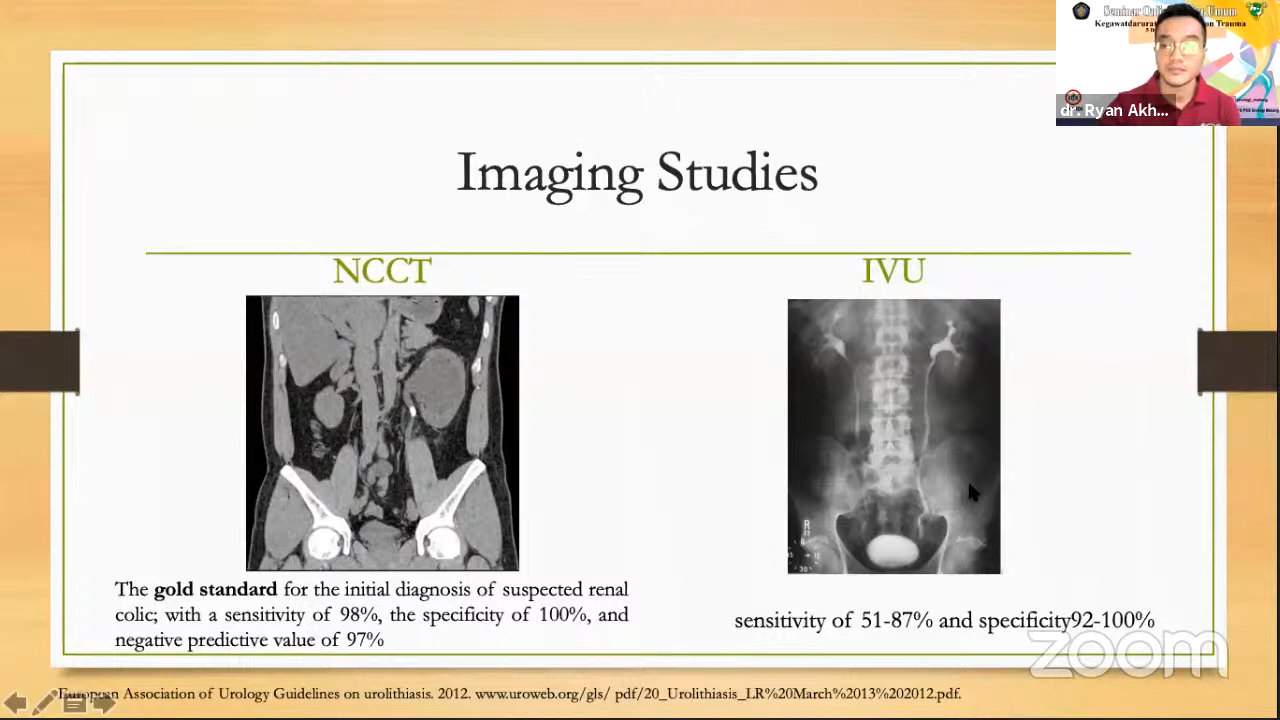 Kegawatdarurat
Trauma
dr. Ryan Akh...
Imaging Studies
NCCT
IVU
R
The gold standard for the initial diagnosis of suspected renal
colic; with a sensitivity of 98%, the specificity of 100%, and
negative predictive value of 97%
sensitivity of 51-87% and specificity92-100%
zoom
European Association of Urology Guidelines on urolithiasis. 2012. www.uroweb.org/gls/ pdf/20_Urolithiasis_LR%20March%2013%202012.pdf.